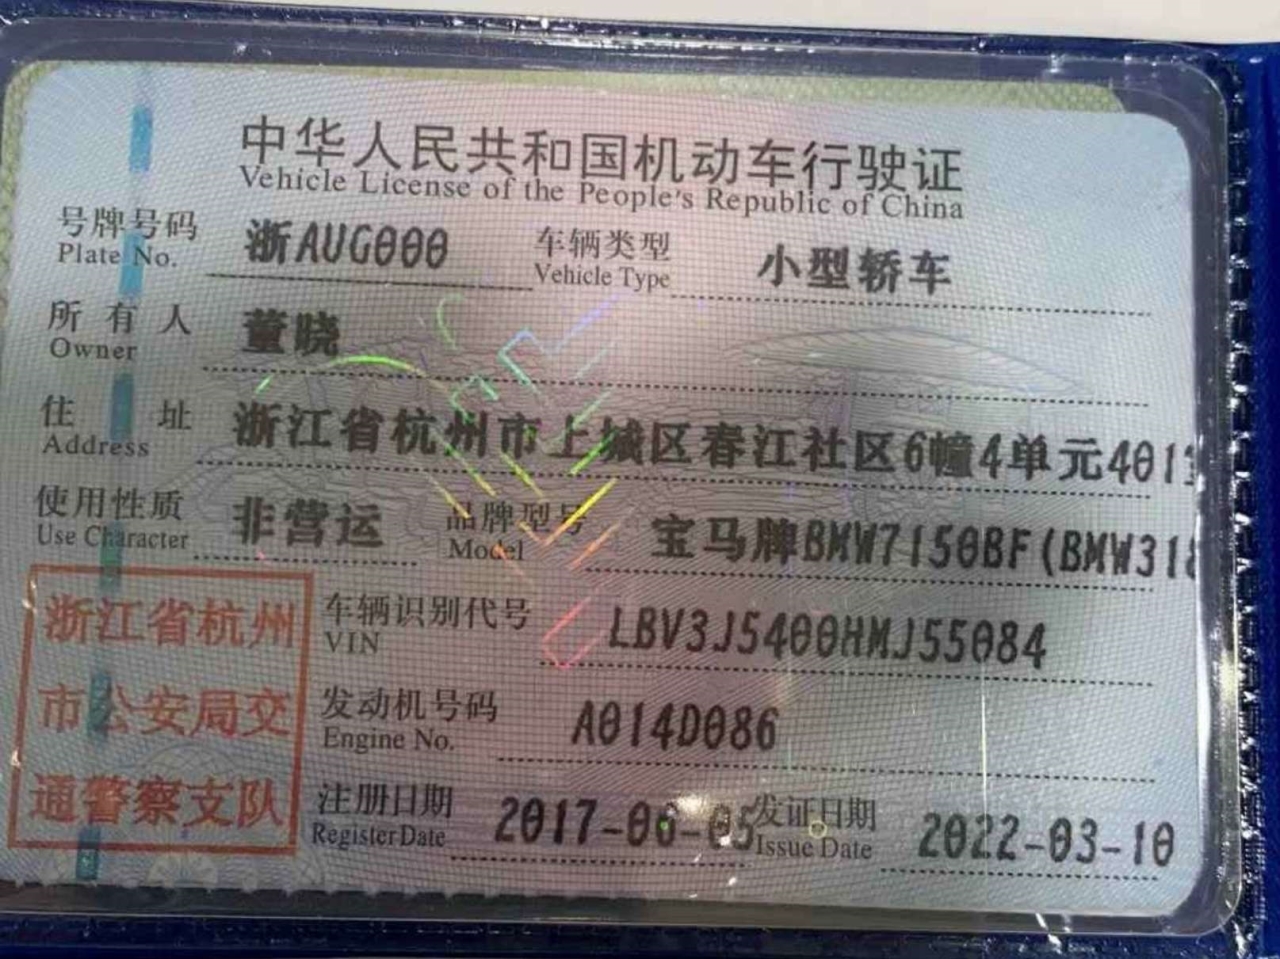 中华人民共和国机动车行驶证
Vehicle License of the People's Republic of China
号牌号码 浙AUG000 车辆类型 小型轿车
Plate No. Vehicle Type
所有人 董晓
Owner
住址 浙江省杭州市上城区春江社区6幢4单元401
Address
使用性质 非营运 品牌型号 宝马牌BMW7150BF(BMW318
Use Character Model
浙江省杭州
市公安局交
通警察支队
车辆识别代号 LBV3J5400HMJ55084
VIN
发动机号码 A014D086
Engine No.
注册日期 2017-06-05 发证日期 2022-03-10
Register Date Issue Date